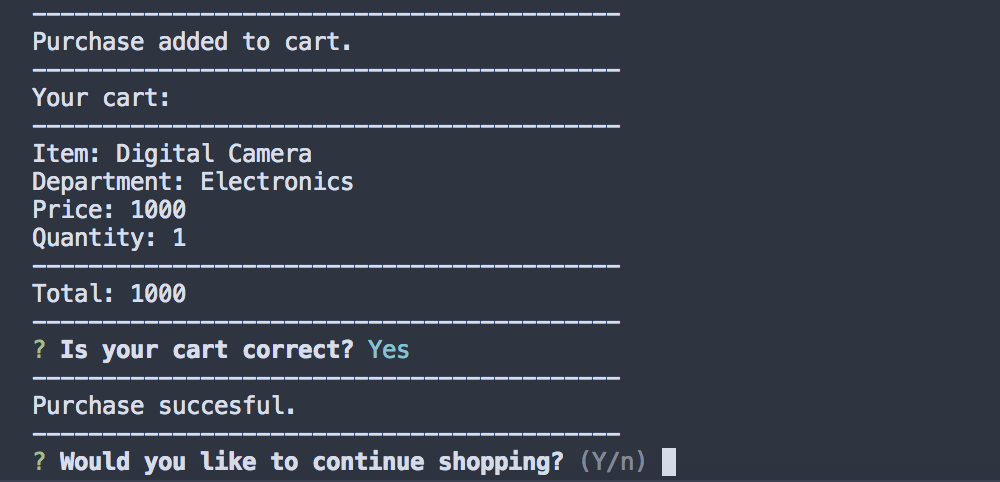 Purchase added to cart.
Your cart:
Item: Digital Camera
Department: Electronics
Price: 1000
Quantity: 1
Total: 1000
? Is your cart correct? Yes
Purchase succesful.
? Would you like to continue shopping? (Y/n)